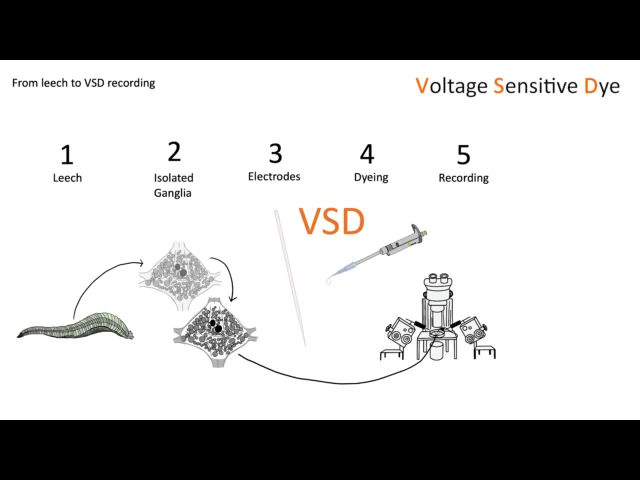 From leech to VSD recording
Voltage Sensitive Dye
1
Leech
2
Isolated
Ganglia
3
Electrodes
4
Dyeing
5
Recording
VSD